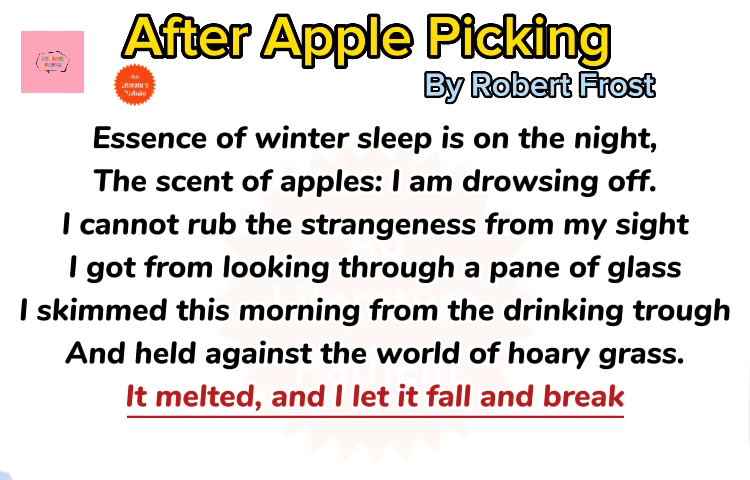 After Apple Picking
By Robert Frost
An
Literature
Essence of winter sleep is on the night,
The scent of apples: I am drowsing off.
I cannot rub the strangeness from my sight
I got from looking through a pane of glass
I skimmed this morning from the drinking trough
And held against the world of hoary grass.
It melted, and I let it fall and break